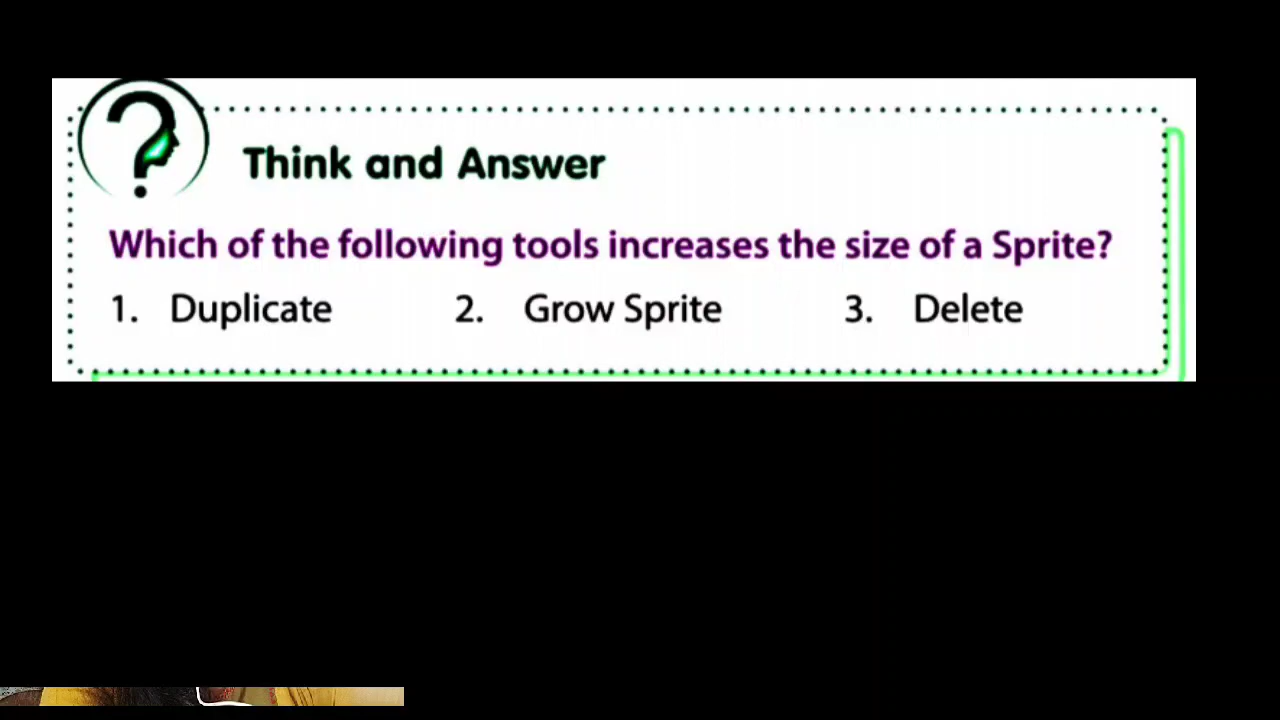 Think and Answer
Which of the following tools increases the size of a Sprite?
1. Duplicate 2. Grow Sprite 3. Delete